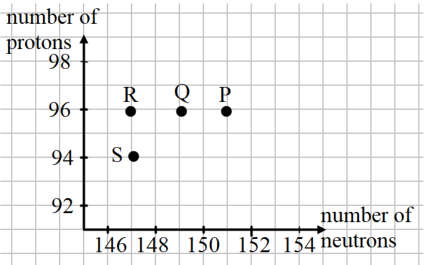 number of
protons
98
R Q P
96
S
94
92
number of
146 148 150 152 154 neutrons